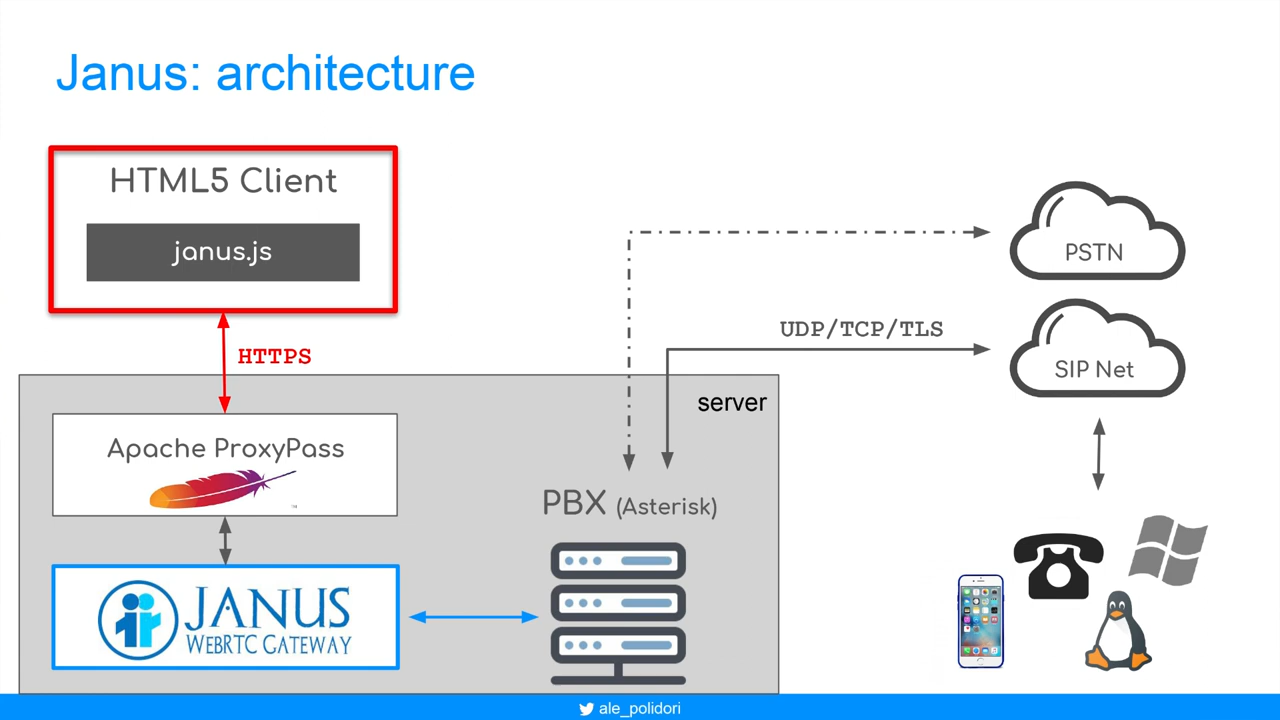 Janus: architecture
HTML5 Client
janus.js
HTTPS
server
Apache ProxyPass
TM
JANUS
WEBRTC GATEWAY
PBX (Asterisk)
UDP/TCP/TLS
PSTN
SIP Net
ale_polidori